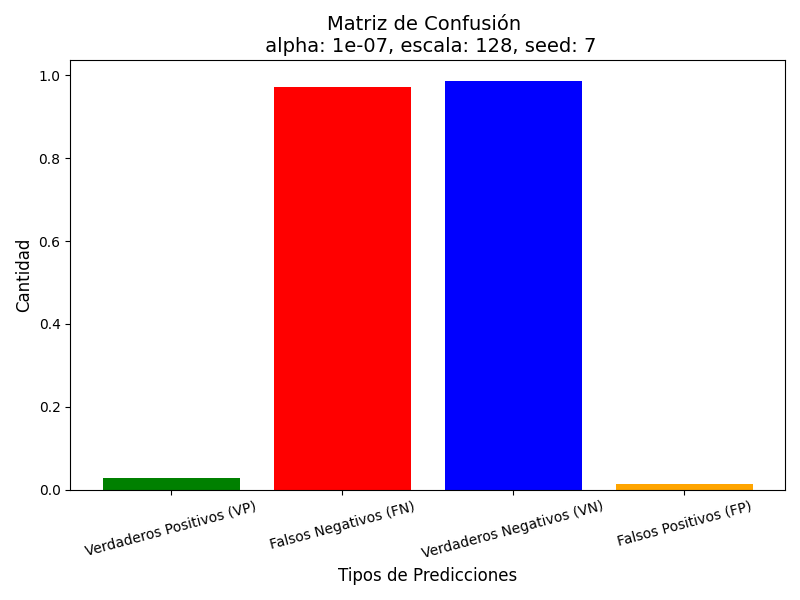 Matriz de Confusión
alpha: 1e-07, escala: 128, seed: 7
Cantidad
1.0
0.8
0.6
0.4
0.2
0.0
Verdaderos Positivos (VP)
Falsos Negativos (FN)
Verdaderos Negativos (VN)
Falsos Positivos (FP)
Tipos de Predicciones